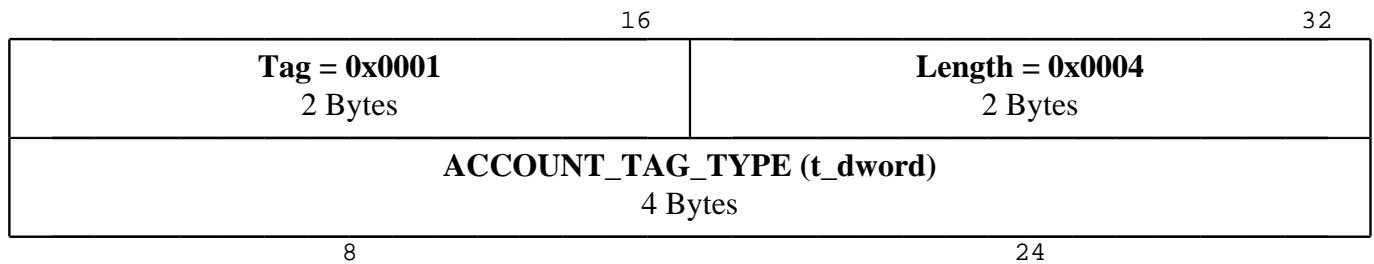 16 32
Tag = 0x0001 Length = 0x0004
2 Bytes 2 Bytes
ACCOUNT_TAG_TYPE (t_dword)
4 Bytes
8 24